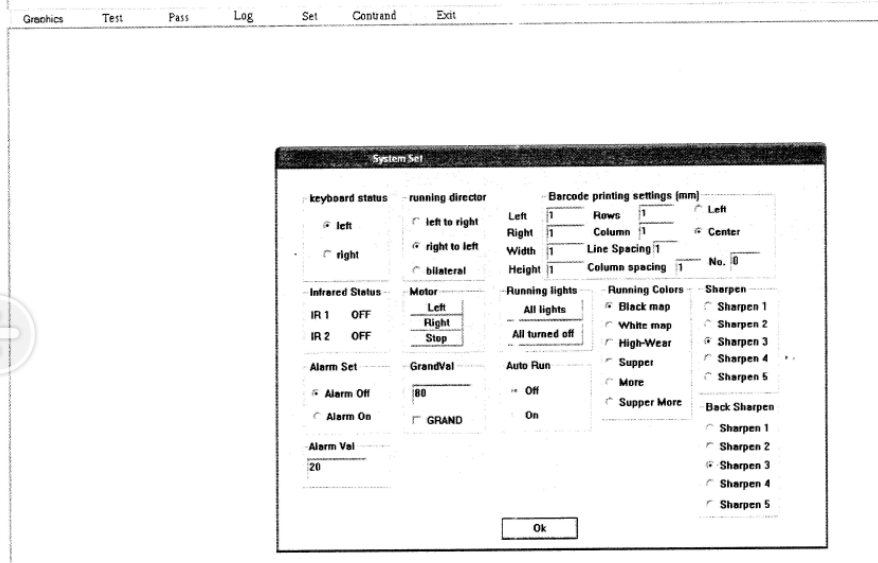 Graphics Test Pass Log Set Contrand Exit
System Set
keyboard status
left
right
running director
left to right
right to left
bilateral
Barcode printing settings (mm)
Left 1 Rows 1 Left
Right 1 Column 1 Center
Width 1 Line Spacing 1
Height 1 Column spacing 1 No. 0
Infrared Status
IR 1 OFF
IR 2 OFF
Motor
Left
Right
Stop
Running lights
All lights
All turned off
Running Colors
Black map
White map
High-Wear
Supper
More
Supper More
Sharpen
Sharpen 1
Sharpen 2
Sharpen 3
Sharpen 4
Sharpen 5
Alarm Set
Alarm Off
Alarm On
GrandVal
80
GRAND
Auto Run
Off
On
Back Sharpen
Sharpen 1
Sharpen 2
Sharpen 3
Sharpen 4
Sharpen 5
Alarm Val
20
Ok